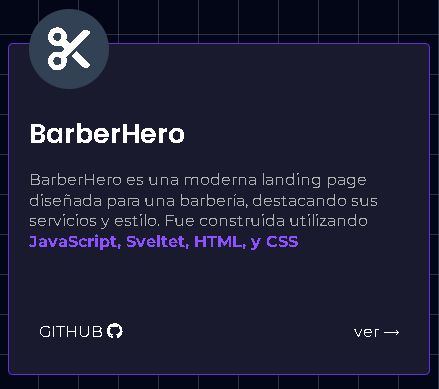 BarberHero
BarberHero es una moderna landing page
diseñada para una barbería, destacando sus
servicios y estilo. Fue construida utilizando
JavaScript, Sveltet, HTML, y CSS
GITHUB
ver →